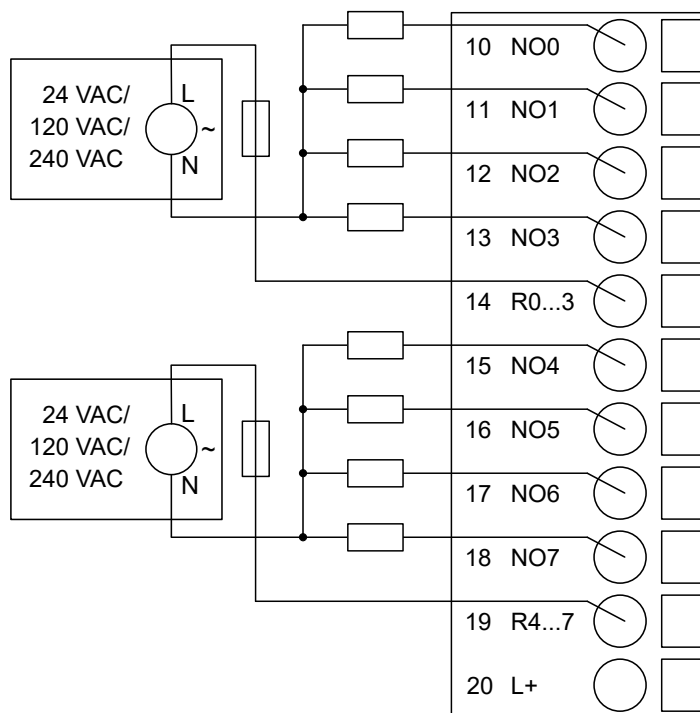 24 VAC/
120 VAC/
240 VAC
L
~
N
10 NO0
11 NO1
12 NO2
13 NO3
14 R0...3
24 VAC/
120 VAC/
240 VAC
L
~
N
15 NO4
16 NO5
17 NO6
18 NO7
19 R4...7
20 L+